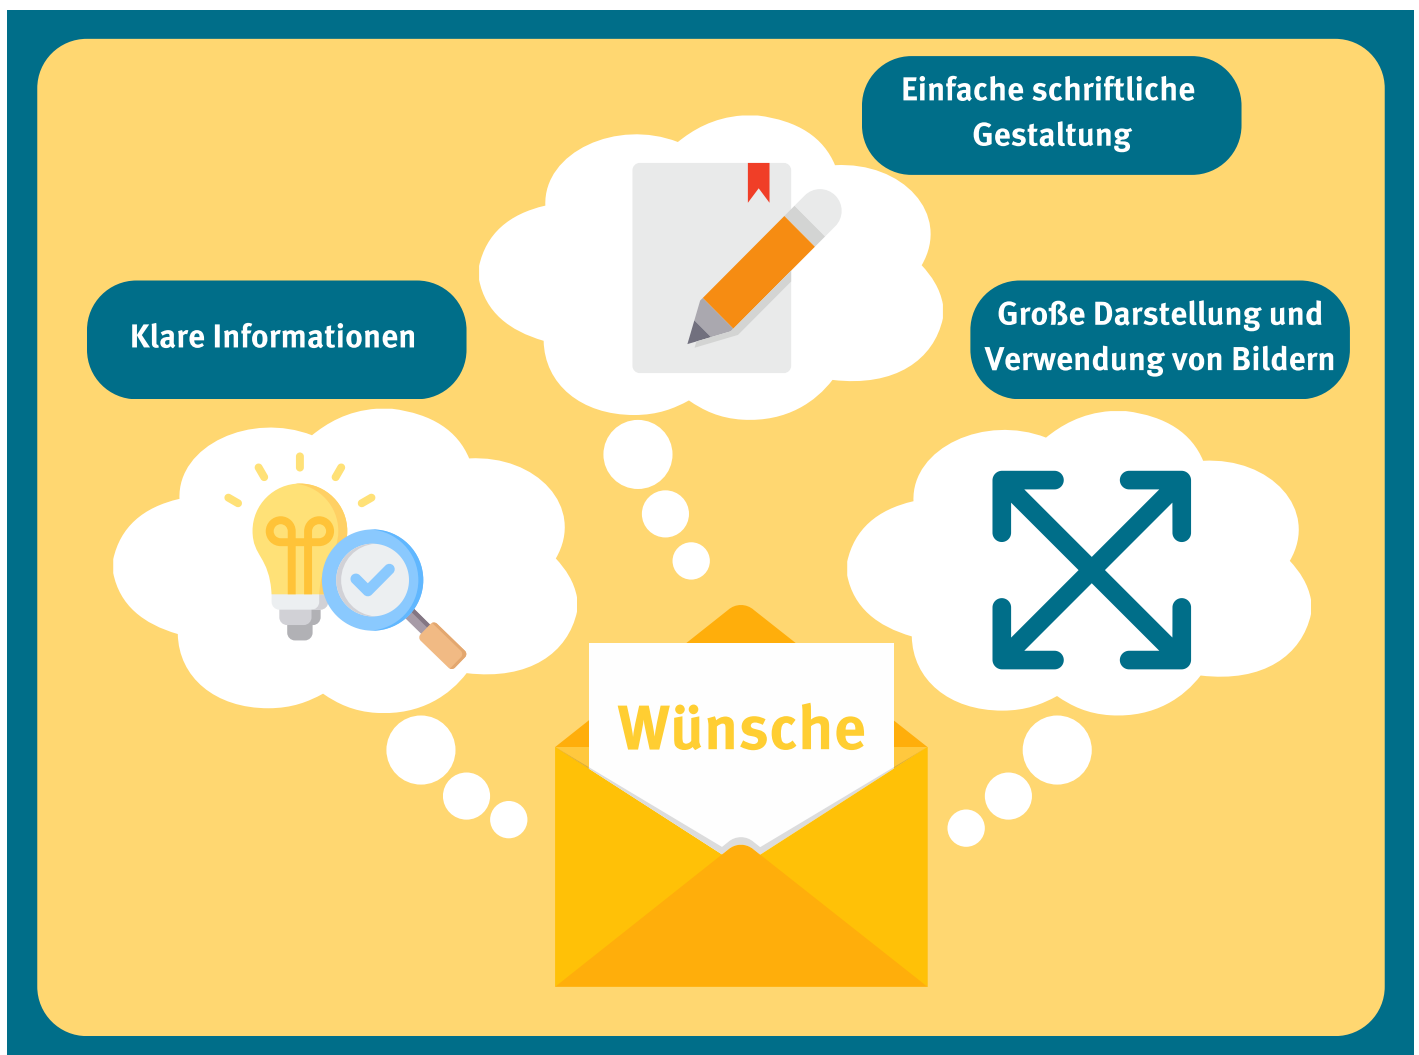 Einfache schriftliche
Gestaltung
Klare Informationen
Große Darstellung und
Verwendung von Bildern
Wünsche